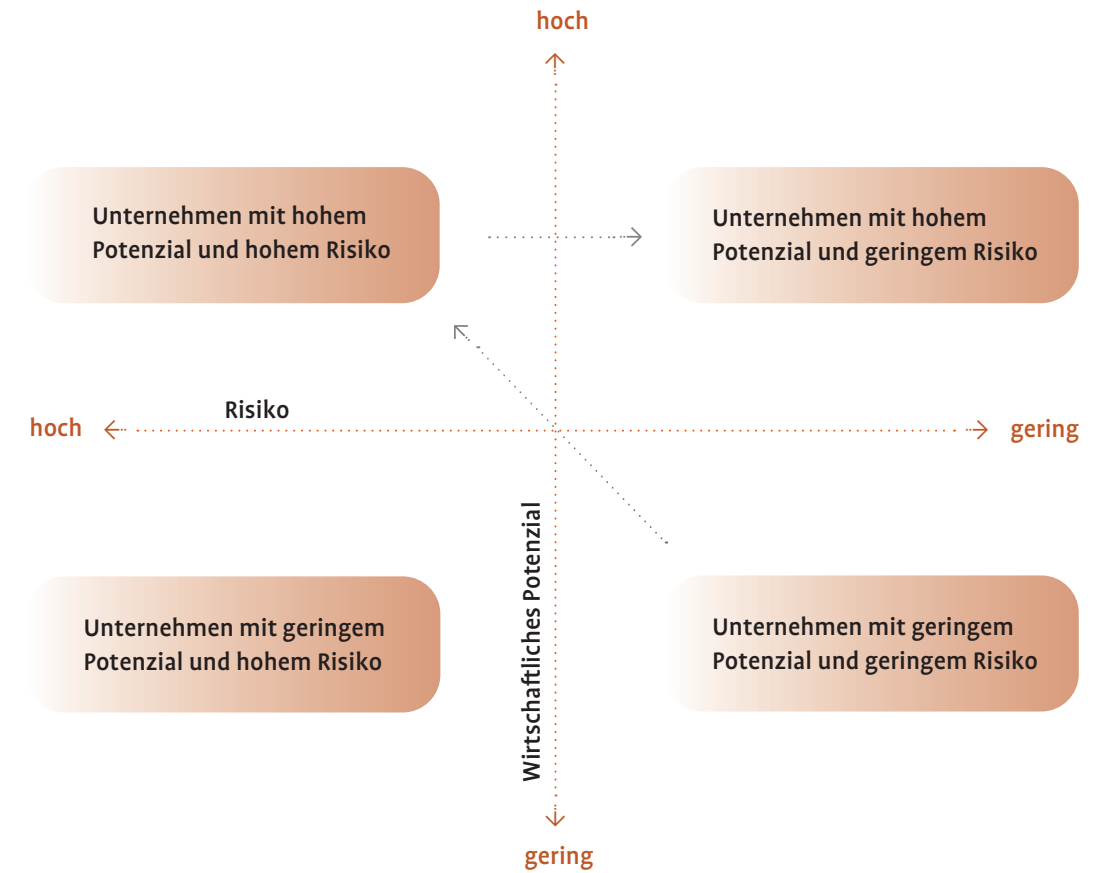 hoch
Unternehmen mit hohem
Potenzial und hohem Risiko
Unternehmen mit hohem
Potenzial und geringem Risiko
Risiko
hoch
gering
Wirtschaftliches Potenzial
Unternehmen mit geringem
Potenzial und hohem Risiko
Unternehmen mit geringem
Potenzial und geringem Risiko
gering